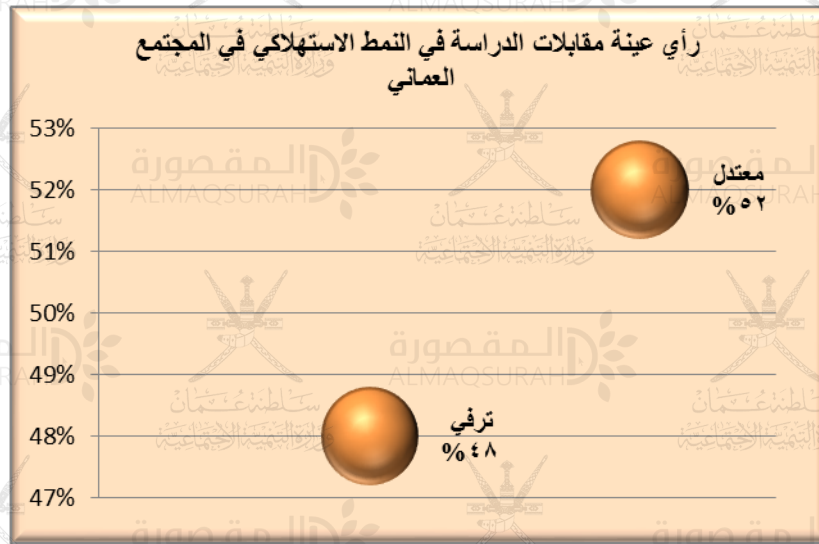 رأي عينة مقابلات الدراسة في النمط الاستهلاكي في المجتمع
العماني
53%
52%
51%
50%
49%
48%
47%
معتدل
%٥٢
ترفي
%٤٨
المقصورة
ALMAQSURAH
سلطنة عمان
وزارة التنمية الاجتماعية